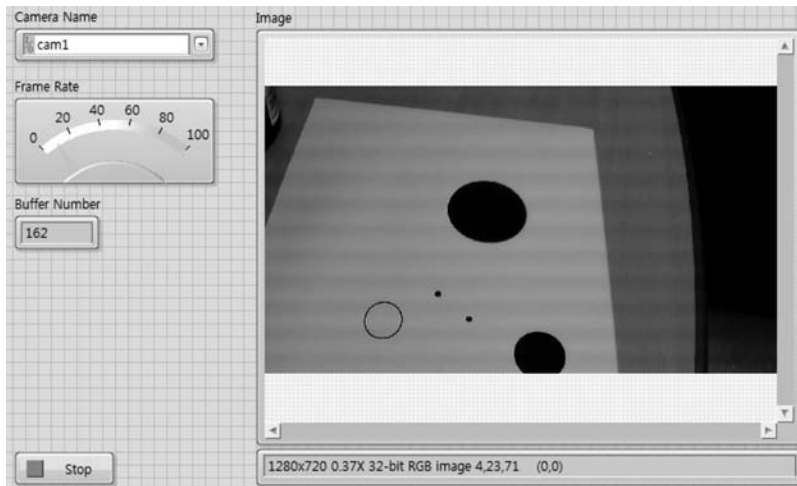 Camera Name
cam1
Frame Rate
0 20 40 60 80 100
Buffer Number
162
Stop
Image
1280x720 0.37X 32-bit RGB image 4,23,71 (0,0)